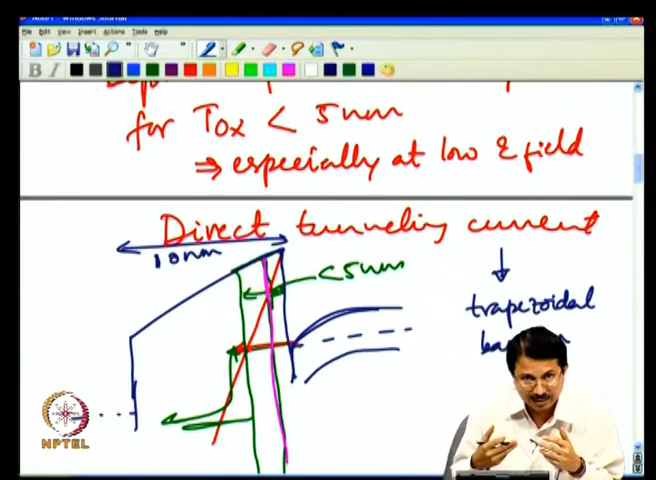 Note1 - Windows Journal
File Edit View Insert Actions Tools Help
B I
for Tox < 5nm
⇒ especially at low ε field
Direct tunneling current
10nm
<5nm
trapezoidal
NPTEL